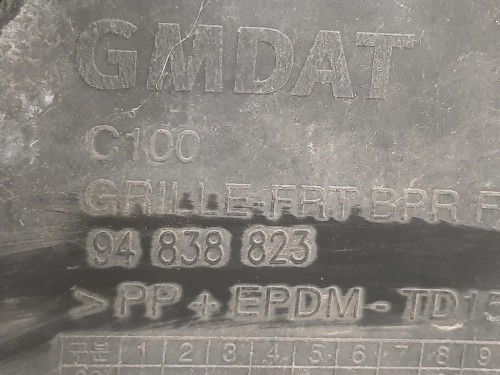 GMDAT
C100
GRILLE-FRT BPR F
94 838 823
>PP + EPDM - TD15
구분 1 2 3 4 5 6 7 8 9